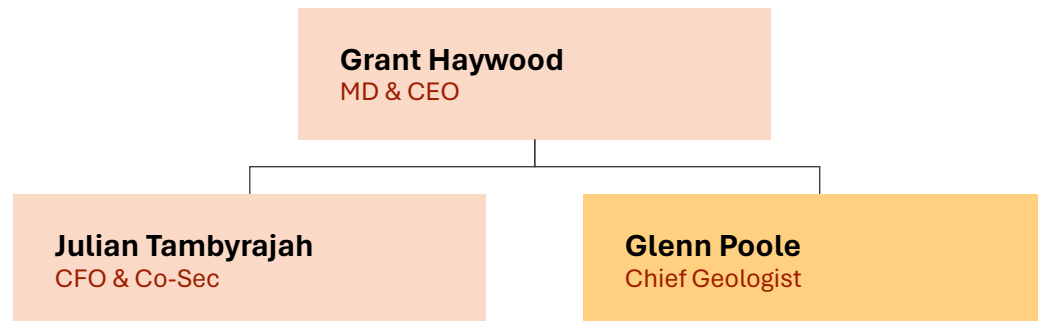 Grant Haywood
MD & CEO
Julian Tambyrajah
CFO & Co-Sec
Glenn Poole
Chief Geologist